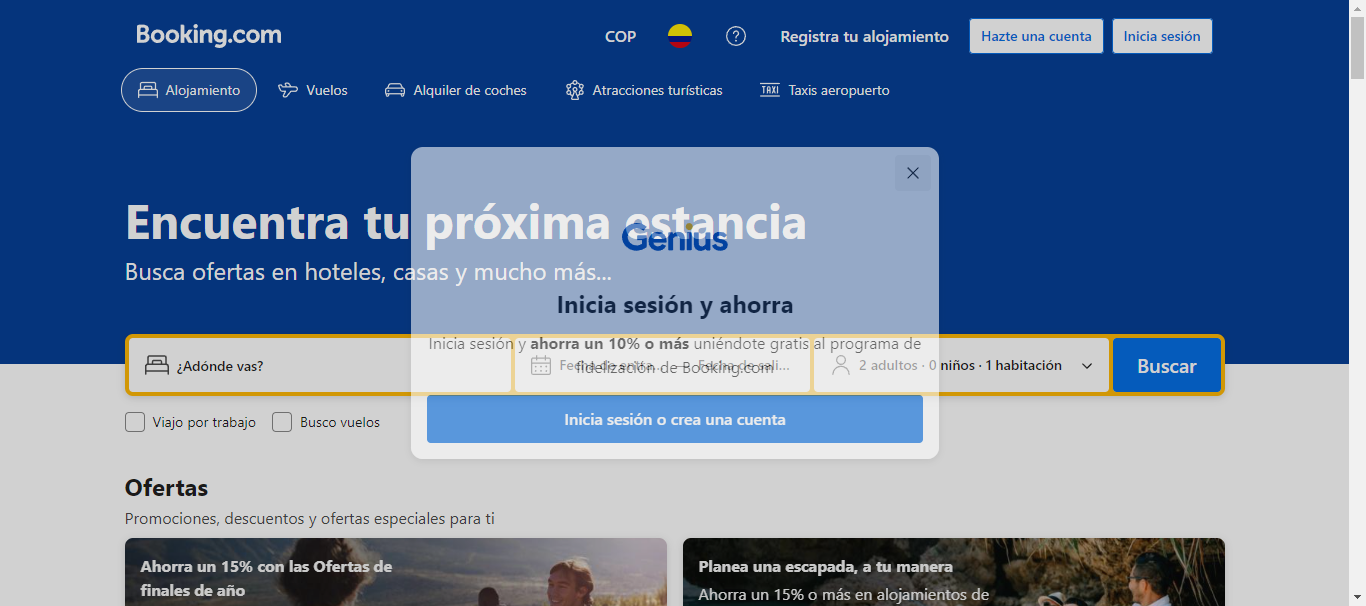 Booking.com
COP
Registra tu alojamiento
Hazte una cuenta
Inicia sesión
Alojamiento
Vuelos
Alquiler de coches
Atracciones turísticas
TAXI Taxis aeropuerto
Encuentra tu próxima estancia
Busca ofertas en hoteles, casas y mucho más...
Genius
Inicia sesión y ahorra
Inicia sesión y ahorra un 10% o más uniéndote gratis al programa de
fidelización de Booking.com
Inicia sesión o crea una cuenta
¿Adónde vas?
Fecha de entra... — Fecha de sali...
2 adultos · 0 niños · 1 habitación
Buscar
Viajo por trabajo
Busco vuelos
Ofertas
Promociones, descuentos y ofertas especiales para ti
Ahorra un 15% con las Ofertas de
finales de año
Planea una escapada, a tu manera
Ahorra un 15% o más en alojamientos de